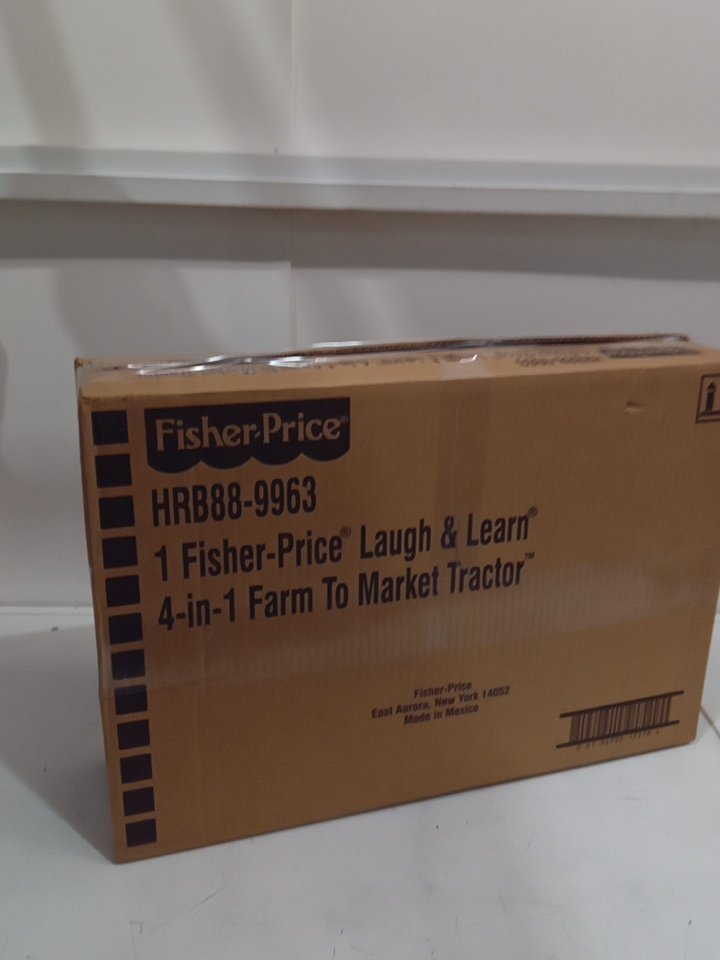 Fisher-Price®
HRB88-9963
1 Fisher-Price® Laugh & Learn®
4-in-1 Farm To Market Tractor™
Fisher-Price
East Aurora, New York 14052
Made in Mexico